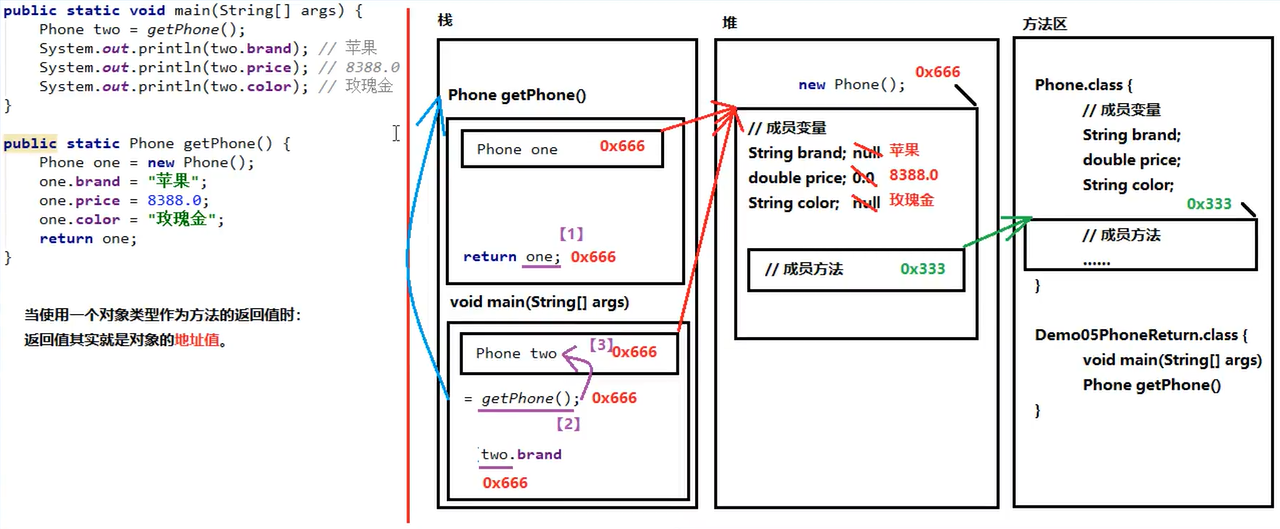 public static void main(String[] args) {
Phone two = getPhone();
System.out.println(two.brand); // 苹果
System.out.println(two.price); // 8388.0
System.out.println(two.color); // 玫瑰金
}
public static Phone getPhone() {
Phone one = new Phone();
one.brand = "苹果";
one.price = 8388.0;
one.color = "玫瑰金";
return one;
}
当使用一个对象类型作为方法的返回值时：
返回值其实就是对象的地址值。
栈
Phone getPhone()
Phone one 0x666
【1】
return one; 0x666
void main(String[] args)
Phone two 【3】 0x666
= getPhone(); 0x666
【2】
two.brand
0x666
堆
0x666
new Phone();
// 成员变量
String brand; null 苹果
double price; 0.0 8388.0
String color; null 玫瑰金
// 成员方法 0x333
方法区
Phone.class {
// 成员变量
String brand;
double price;
String color;
0x333
// 成员方法
......
}
Demo05PhoneReturn.class {
void main(String[] args)
Phone getPhone()
}